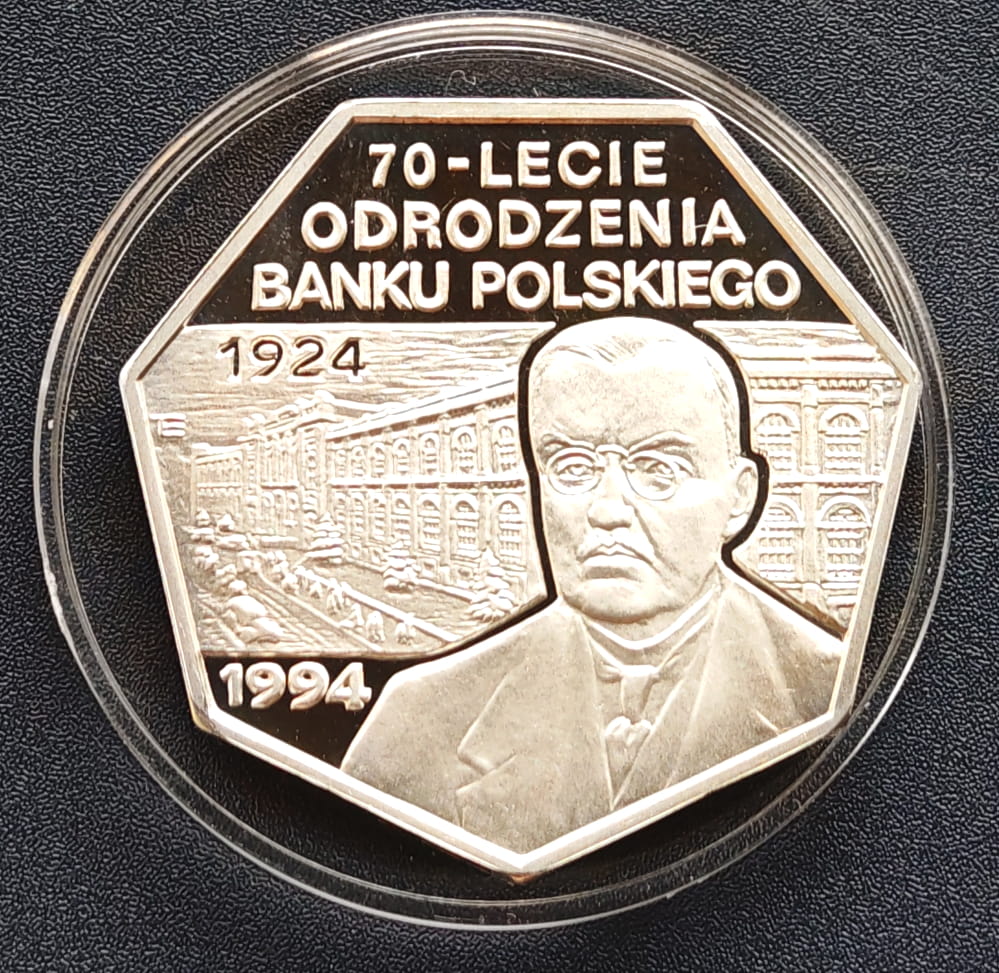 70-LECIE
ODRODZENIA
BANKU POLSKIEGO
1924
1994